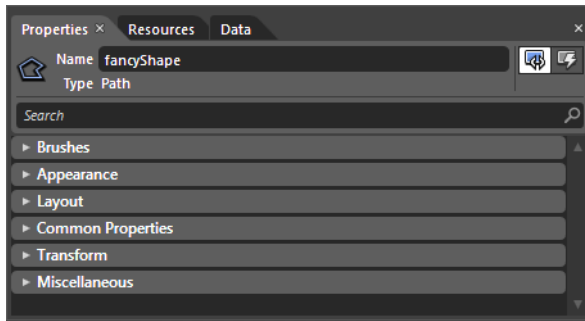 Properties × Resources Data ×
Name fancyShape
Type Path
Search
Brushes
Appearance
Layout
Common Properties
Transform
Miscellaneous